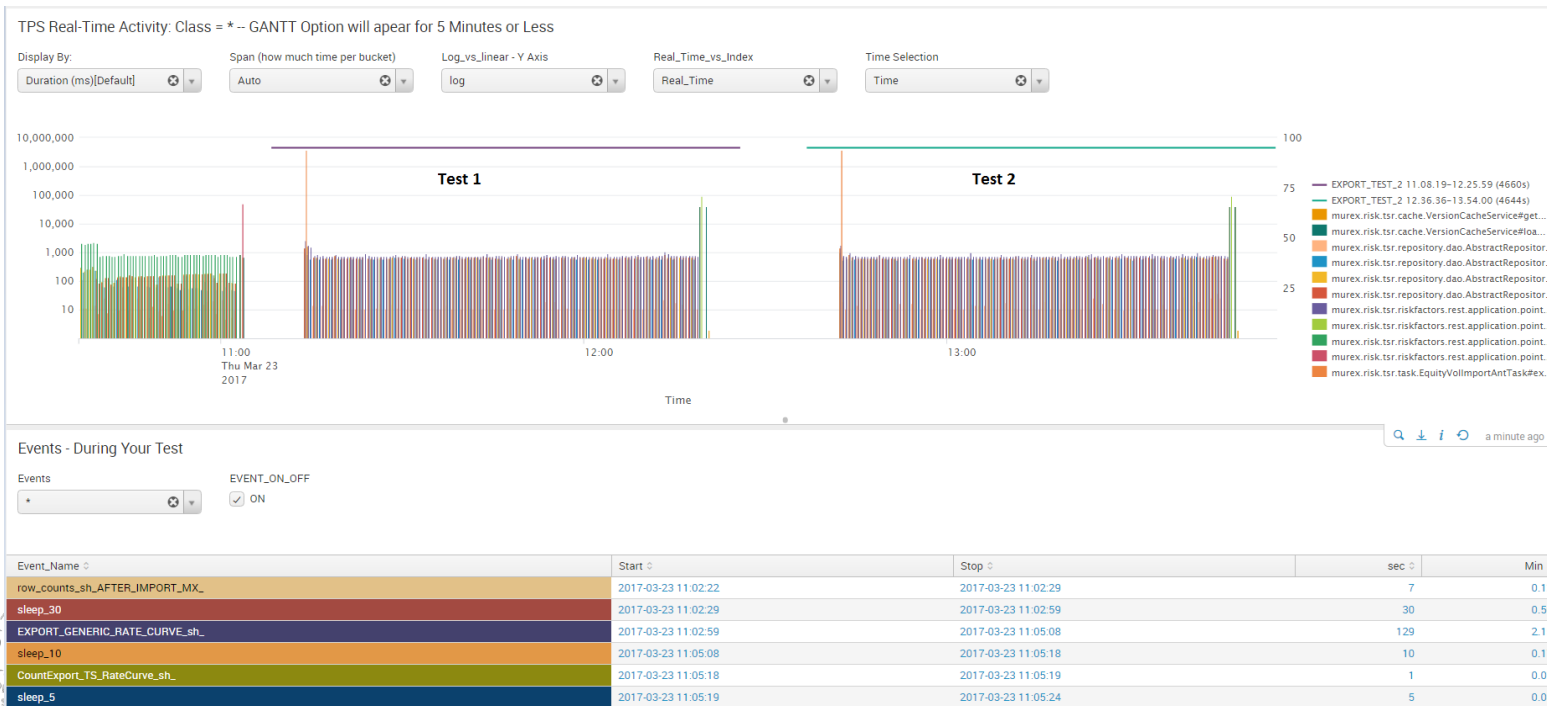 TPS Real-Time Activity: Class = * -- GANTT Option will apear for 5 Minutes or Less
Display By: Span (how much time per bucket) Log_vs_linear - Y Axis Real_Time_vs_Index Time Selection
Duration (ms)[Default] Auto log Real_Time Time
10,000,000
1,000,000
100,000
10,000
1,000
100
10
100
75
50
25
Test 1 Test 2
11:00 12:00 13:00
Thu Mar 23
2017
Time
EXPORT_TEST_2 11.08.19-12.25.59 (4660s)
EXPORT_TEST_2 12.36.36-13.54.00 (4644s)
murex.risk.tsr.cache.VersionCacheService#get...
murex.risk.tsr.cache.VersionCacheService#loa...
murex.risk.tsr.repository.dao.AbstractRepositor.
murex.risk.tsr.repository.dao.AbstractRepositor.
murex.risk.tsr.repository.dao.AbstractRepositor.
murex.risk.tsr.repository.dao.AbstractRepositor.
murex.risk.tsr.riskfactors.rest.application.point.
murex.risk.tsr.riskfactors.rest.application.point.
murex.risk.tsr.riskfactors.rest.application.point.
murex.risk.tsr.riskfactors.rest.application.point.
murex.risk.tsr.task.EquityVolImportAntTask#ex.
a minute ago
Events - During Your Test
Events EVENT_ON_OFF
* ON
Event_Name Start Stop sec Min
row_counts_sh_AFTER_IMPORT_MX_ 2017-03-23 11:02:22 2017-03-23 11:02:29 7 0.1
sleep_30 2017-03-23 11:02:29 2017-03-23 11:02:59 30 0.5
EXPORT_GENERIC_RATE_CURVE_sh_ 2017-03-23 11:02:59 2017-03-23 11:05:08 129 2.1
sleep_10 2017-03-23 11:05:08 2017-03-23 11:05:18 10 0.1
CountExport_TS_RateCurve_sh_ 2017-03-23 11:05:18 2017-03-23 11:05:19 1 0.0
sleep_5 2017-03-23 11:05:19 2017-03-23 11:05:24 5 0.0